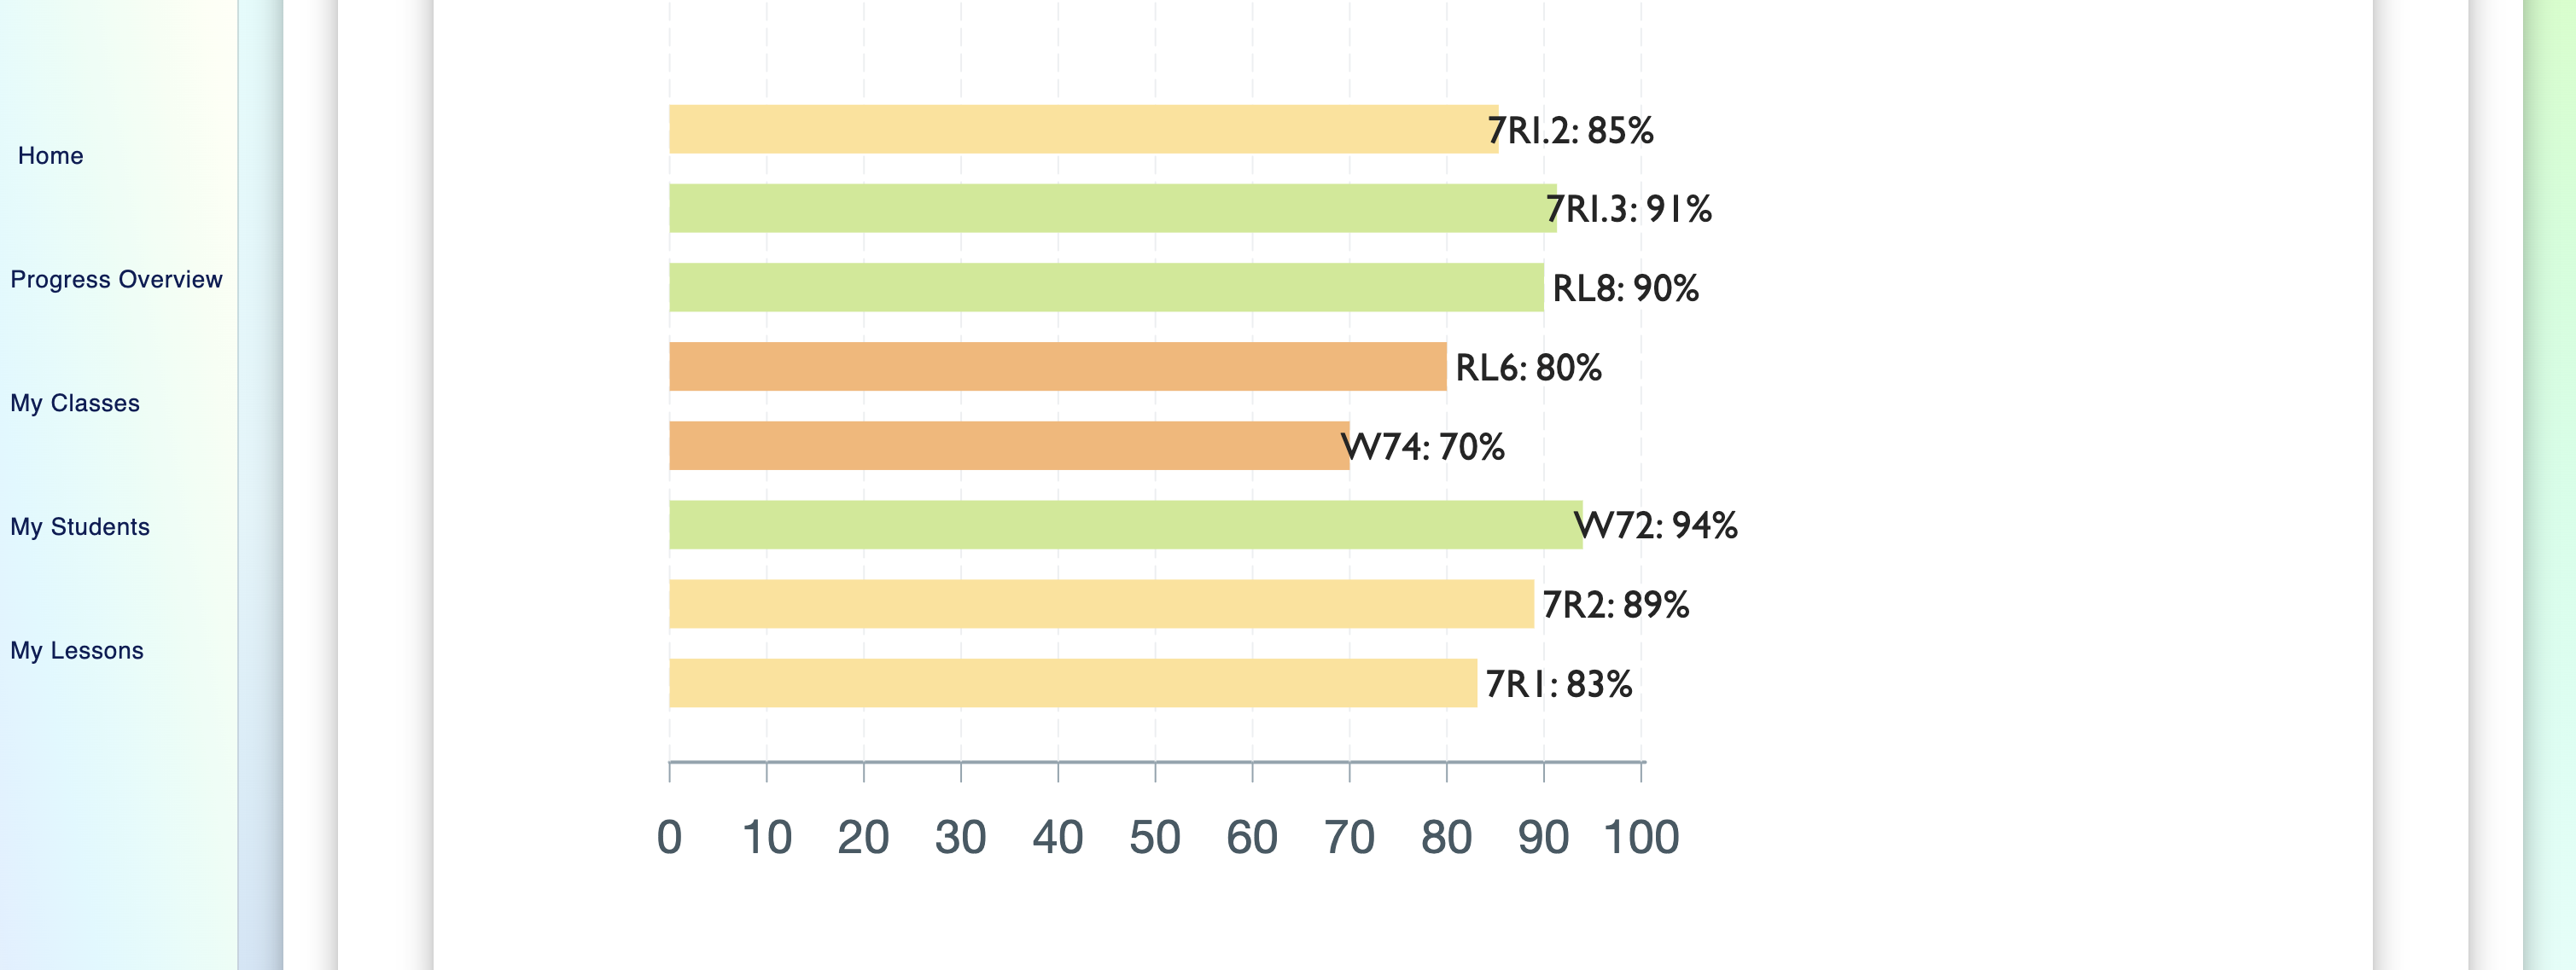 Home
Progress Overview
My Classes
My Students
My Lessons
7RI.2: 85%
7RI.3: 91%
RL8: 90%
RL6: 80%
W74: 70%
W72: 94%
7R2: 89%
7R1: 83%
0 10 20 30 40 50 60 70 80 90 100